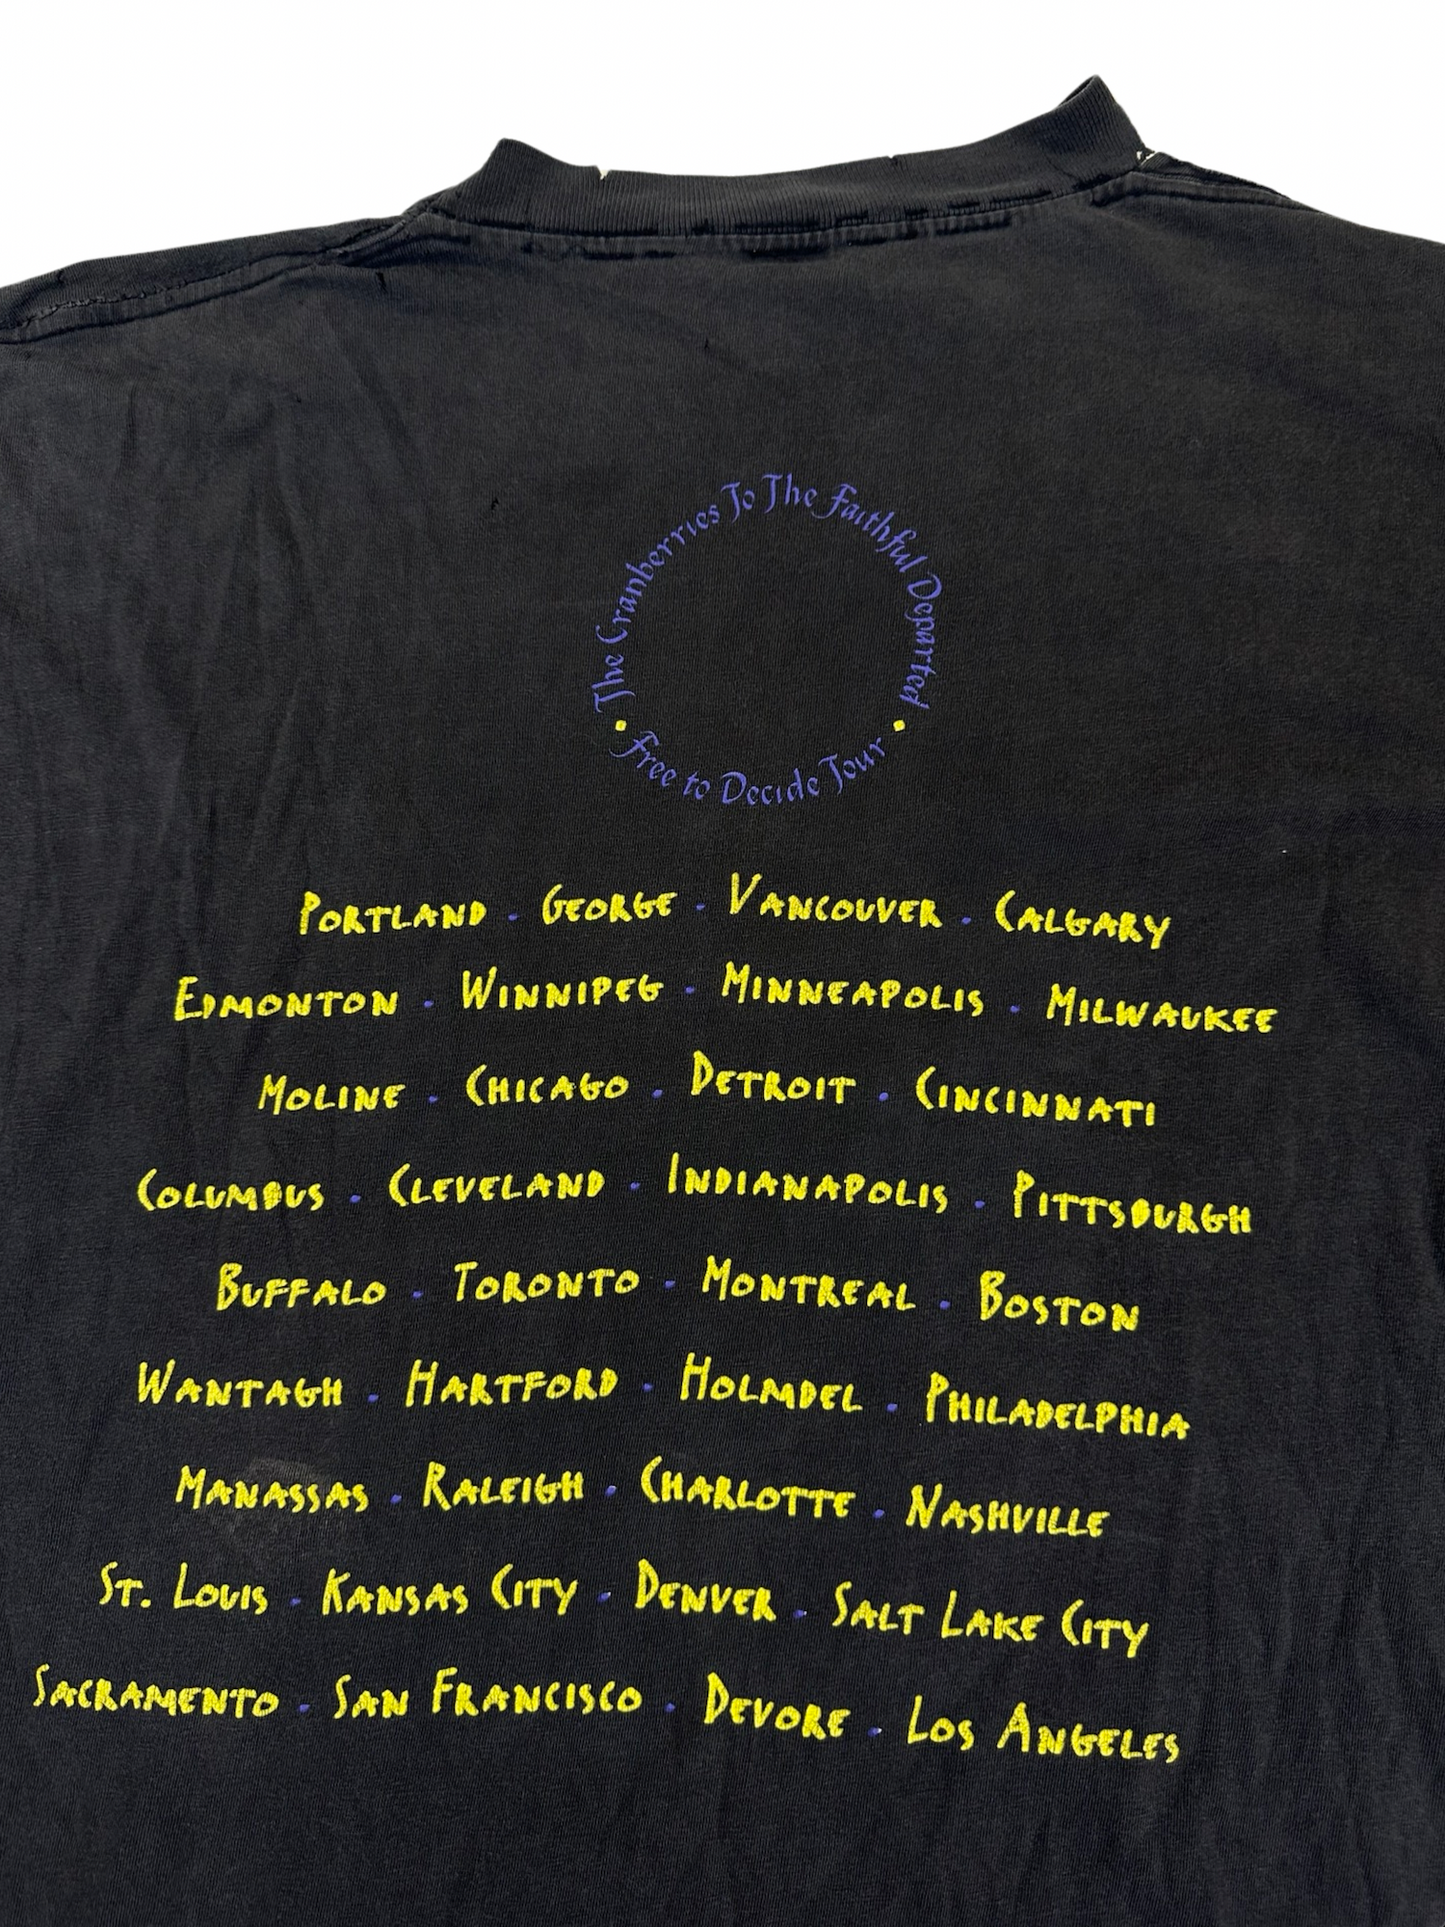 The Cranberries To The Faithful Departed
• Free to Decide Tour •
PORTLAND . GEORGE . VANCOUVER . CALGARY
EDMONTON . WINNIPEG . MINNEAPOLIS . MILWAUKEE
MOLINE . CHICAGO . DETROIT . CINCINNATI
COLUMBUS . CLEVELAND . INDIANAPOLIS . PITTSBURGH
BUFFALO . TORONTO . MONTREAL . BOSTON
WANTAGH . HARTFORD . HOLMDEL . PHILADELPHIA
MANASSAS . RALEIGH . CHARLOTTE . NASHVILLE
ST. LOUIS . KANSAS CITY . DENVER . SALT LAKE CITY
SACRAMENTO . SAN FRANCISCO . DEVORE . LOS ANGELES